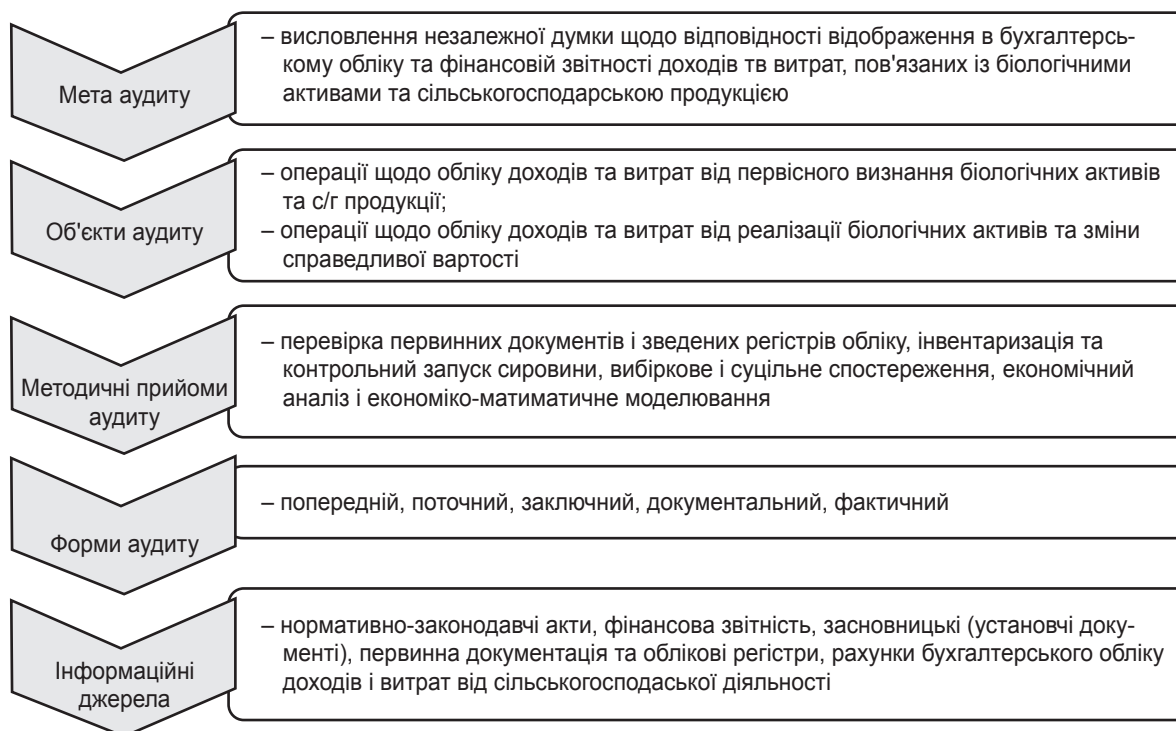 Мета аудиту
– висловлення незалежної думки щодо відповідності відображення в бухгалтерсь-
кому обліку та фінансовій звітності доходів тв витрат, пов'язаних із біологічними
активами та сільськогосподарською продукцією
Об'єкти аудиту
– операції щодо обліку доходів та витрат від первісного визнання біологічних активів
та с/г продукції;
– операції щодо обліку доходів та витрат від реалізації біологічних активів та зміни
справедливої вартості
Методичні прийоми
аудиту
– перевірка первинних документів і зведених регістрів обліку, інвентаризація та
контрольний запуск сировини, вибіркове і суцільне спостереження, економічний
аналіз і економіко-матиматичне моделювання
Форми аудиту
– попередній, поточний, заключний, документальний, фактичний
Інформаційні
джерела
– нормативно-законодавчі акти, фінансова звітність, засновницькі (установчі доку-
менті), первинна документація та облікові регістри, рахунки бухгалтерського обліку
доходів і витрат від сільськогосподаської діяльності